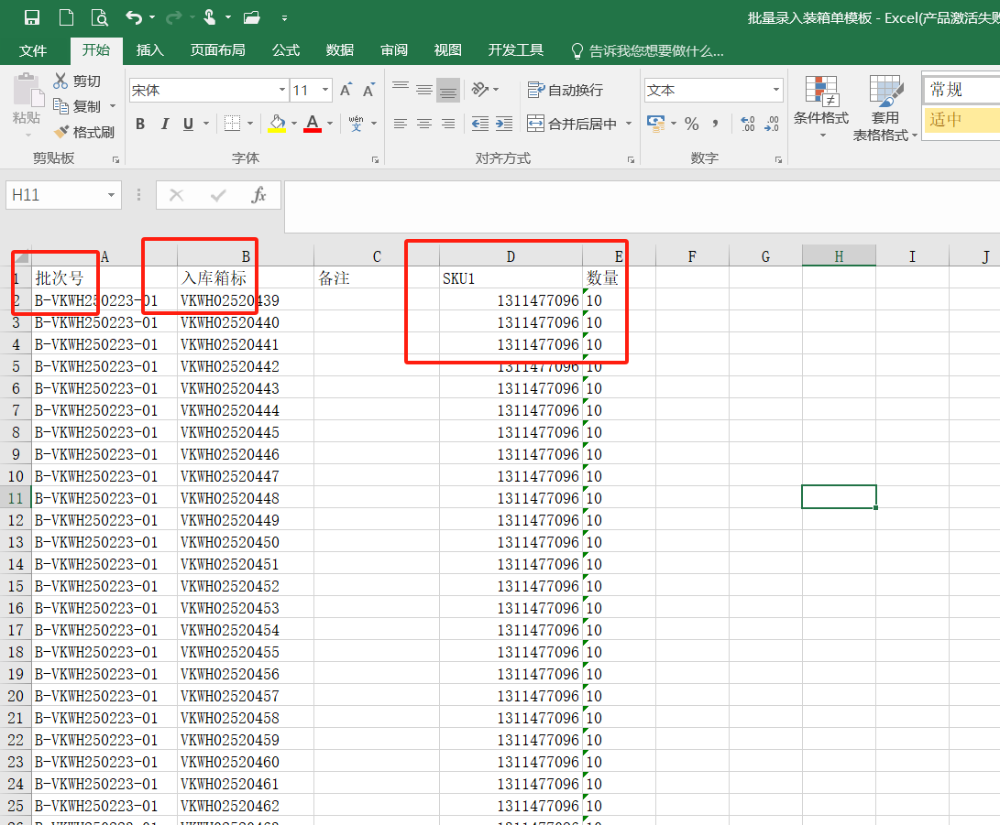 批量录入装箱单模板 - Excel(产品激活失败
文件 开始 插入 页面布局 公式 数据 审阅 视图 开发工具 告诉我您想要做什么...
粘贴 剪切 复制 格式刷 剪贴板
宋体 11 A A
B I U A wén 文
字体
自动换行
合并后居中
对齐方式
文本
% , .0 .00 .00 .0
数字
条件格式 套用表格格式 常规 适中
H11 fx
A B C D E F G H I J
1 批次号 入库箱标 备注 SKU1 数量
2 B-VKWH250223-01 VKWH02520439 1311477096 10
3 B-VKWH250223-01 VKWH02520440 1311477096 10
4 B-VKWH250223-01 VKWH02520441 1311477096 10
5 B-VKWH250223-01 VKWH02520442 1311477096 10
6 B-VKWH250223-01 VKWH02520443 1311477096 10
7 B-VKWH250223-01 VKWH02520444 1311477096 10
8 B-VKWH250223-01 VKWH02520445 1311477096 10
9 B-VKWH250223-01 VKWH02520446 1311477096 10
10 B-VKWH250223-01 VKWH02520447 1311477096 10
11 B-VKWH250223-01 VKWH02520448 1311477096 10
12 B-VKWH250223-01 VKWH02520449 1311477096 10
13 B-VKWH250223-01 VKWH02520450 1311477096 10
14 B-VKWH250223-01 VKWH02520451 1311477096 10
15 B-VKWH250223-01 VKWH02520452 1311477096 10
16 B-VKWH250223-01 VKWH02520453 1311477096 10
17 B-VKWH250223-01 VKWH02520454 1311477096 10
18 B-VKWH250223-01 VKWH02520455 1311477096 10
19 B-VKWH250223-01 VKWH02520456 1311477096 10
20 B-VKWH250223-01 VKWH02520457 1311477096 10
21 B-VKWH250223-01 VKWH02520458 1311477096 10
22 B-VKWH250223-01 VKWH02520459 1311477096 10
23 B-VKWH250223-01 VKWH02520460 1311477096 10
24 B-VKWH250223-01 VKWH02520461 1311477096 10
25 B-VKWH250223-01 VKWH02520462 1311477096 10